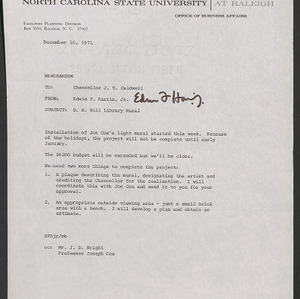 NORTH CAROLINA STATE UNIVERSITY AT RALEIGH
OFFICE OF BUSINESS AFFAIRS
FACILITIES PLANNING DIVISION
BOX 5594, RALEIGH, N. C. 27607
December 16, 1971
MEMORANDUM
TO: Chancellor J. T. Caldwell
FROM: Edwin F. Harris, Jr. Edwin F Harris, Jr.
SUBJECT: D. H. Hill Library Mural
Installation of Joe Cox's light mural started this week. Because
of the holidays, the project will not be complete until early
January.
The $6200 budget will be exceeded but we'll be close.
We need two more things to complete the project:
1. A plaque describing the mural, designating the artist and
crediting the Chancellor for the realization. I will
coordinate this with Joe Cox and send it to you for your
approval.
2. An appropriate outside viewing area - just a small brick
area with a bench. I will develop a plan and obtain an
estimate.
EFHjr/mb
cc: Mr. J. D. Wright
Professor Joseph Cox